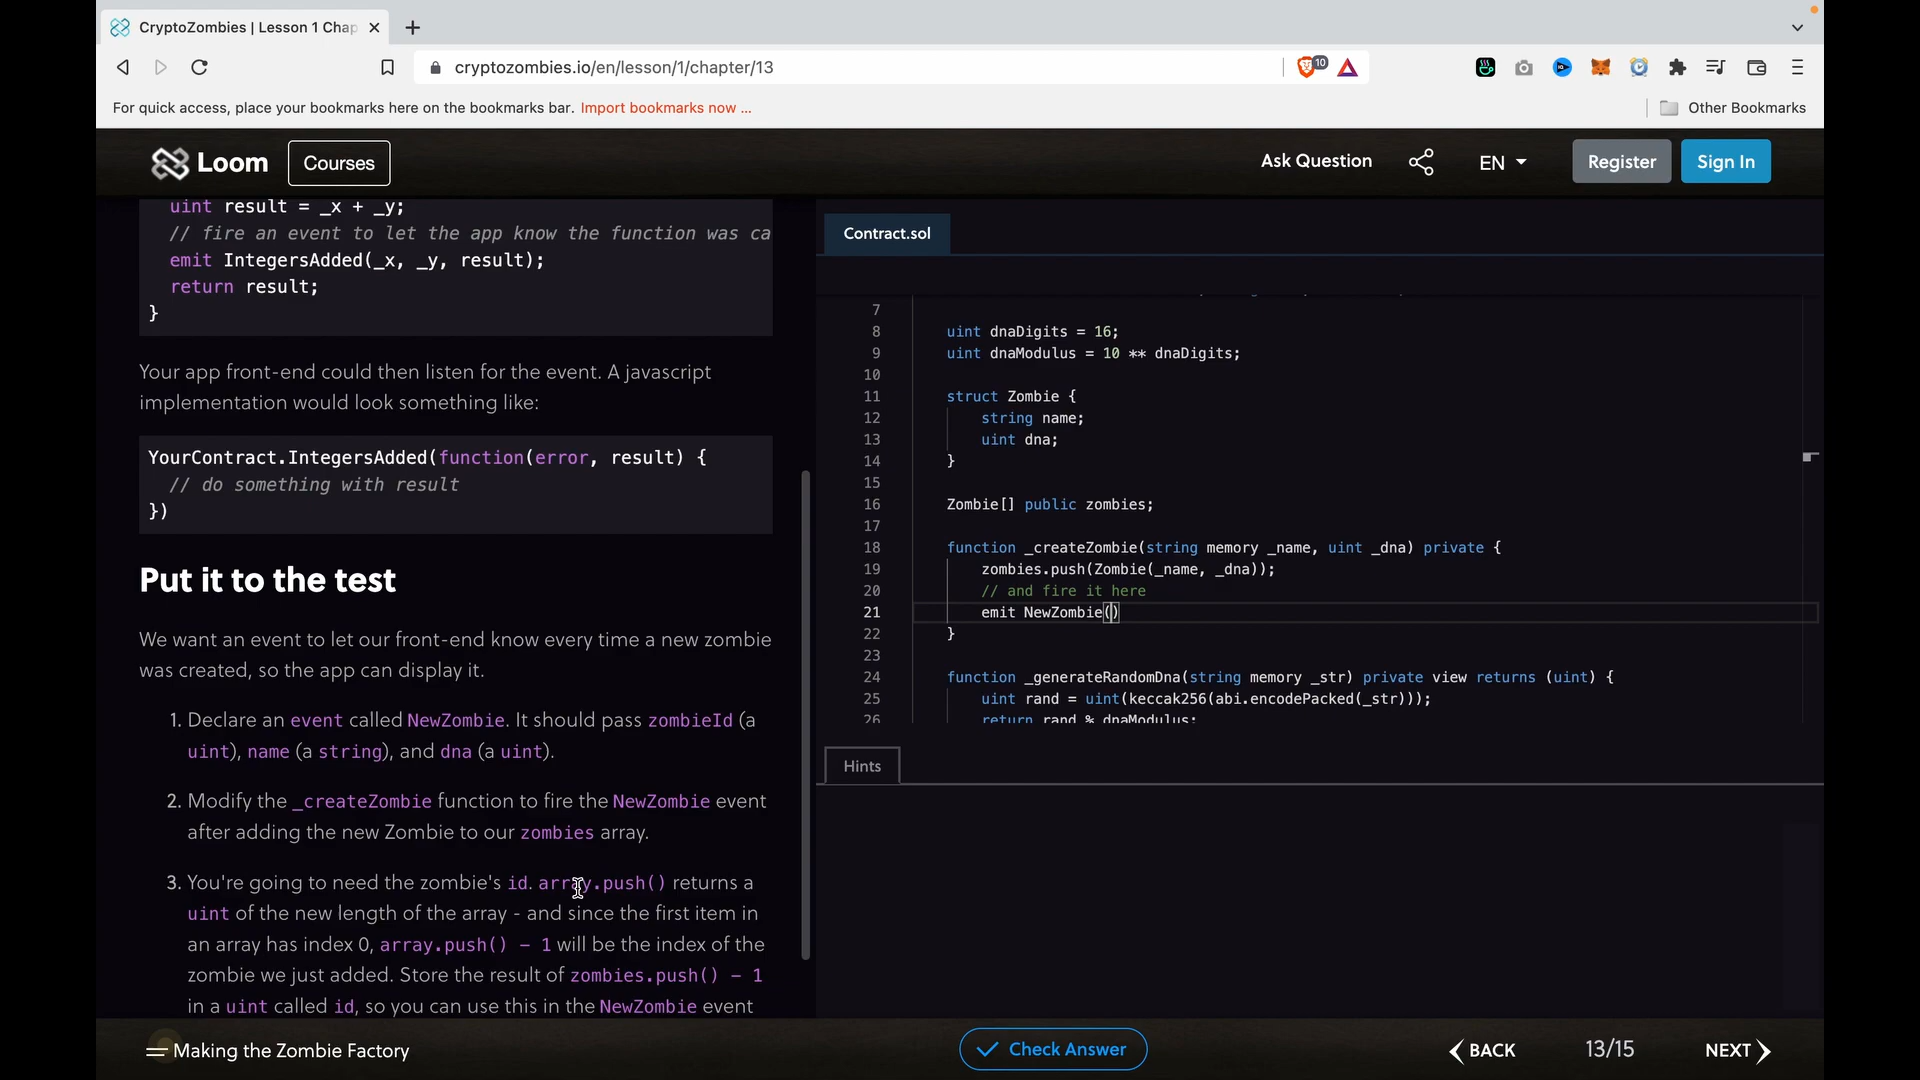 CryptoZombies | Lesson 1 Chap
cryptozombies.io/en/lesson/1/chapter/13
10
For quick access, place your bookmarks here on the bookmarks bar. Import bookmarks now ...
Other Bookmarks
Loom
Courses
Ask Question
EN
Register
Sign In
uint result = _x + _y;
// fire an event to let the app know the function was ca
emit IntegersAdded(_x, _y, result);
return result;
}
Your app front-end could then listen for the event. A javascript
implementation would look something like:
YourContract.IntegersAdded(function(error, result) {
// do something with result
})
Put it to the test
We want an event to let our front-end know every time a new zombie
was created, so the app can display it.
1. Declare an event called NewZombie. It should pass zombieId (a
uint), name (a string), and dna (a uint).
2. Modify the _createZombie function to fire the NewZombie event
after adding the new Zombie to our zombies array.
3. You're going to need the zombie's id. array.push() returns a
uint of the new length of the array - and since the first item in
an array has index 0, array.push() - 1 will be the index of the
zombie we just added. Store the result of zombies.push() - 1
in a uint called id, so you can use this in the NewZombie event
Contract.sol
7
8 uint dnaDigits = 16;
9 uint dnaModulus = 10 ** dnaDigits;
10
11 struct Zombie {
12 string name;
13 uint dna;
14 }
15
16 Zombie[] public zombies;
17
18 function _createZombie(string memory _name, uint _dna) private {
19 zombies.push(Zombie(_name, _dna));
20 // and fire it here
21 emit NewZombie()
22 }
23
24 function _generateRandomDna(string memory _str) private view returns (uint) {
25 uint rand = uint(keccak256(abi.encodePacked(_str)));
26 return rand % dnaModulus;
Hints
Making the Zombie Factory
Check Answer
BACK
13/15
NEXT